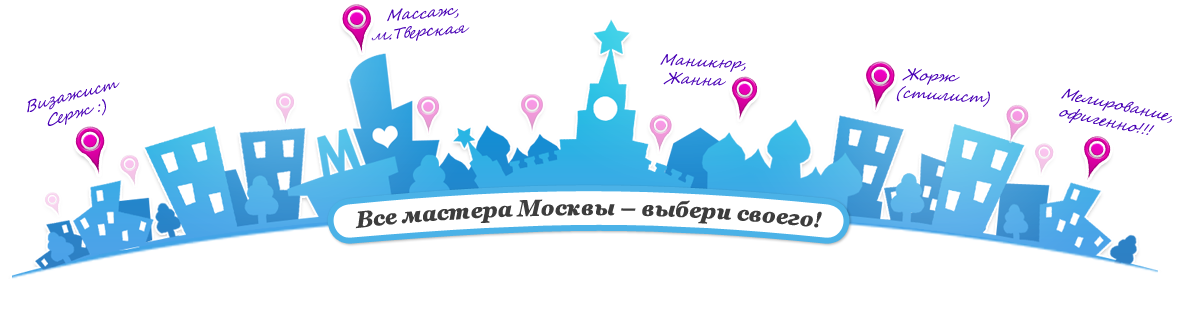 Массаж,
м.Тверская
Визажист
Серж :)
Маникюр,
Жанна
Жорж
(стилист)
Мелирование,
офигенно!!!
М
Все мастера Москвы – выбери своего!